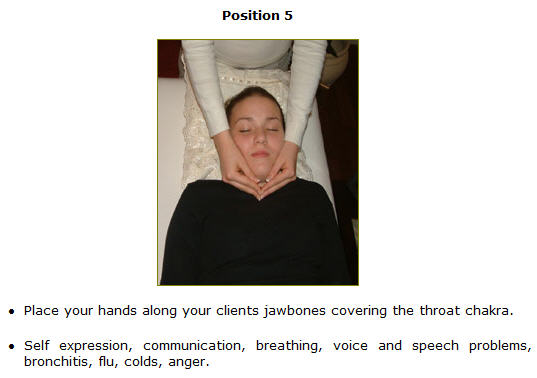 Position 5
• Place your hands along your clients jawbones covering the throat chakra.
• Self expression, communication, breathing, voice and speech problems,
bronchitis, flu, colds, anger.